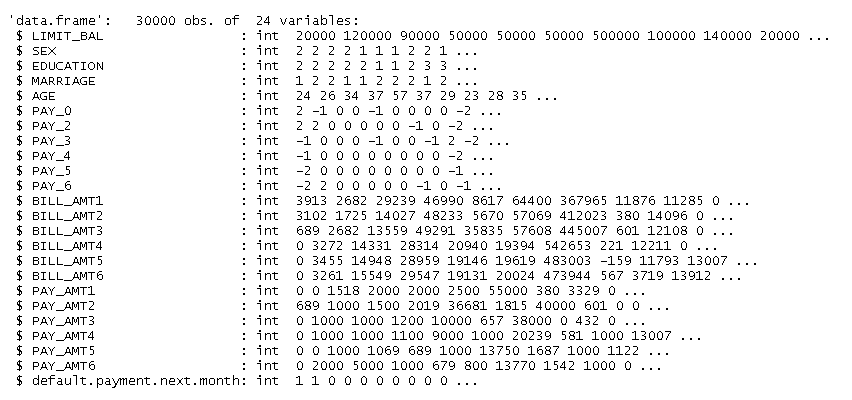 'data.frame':   30000 obs. of  24 variables:
 $ LIMIT_BAL                 : int  20000 120000 90000 50000 50000 50000 500000 100000 140000 20000 ...
 $ SEX                       : int  2 2 2 2 1 1 1 2 2 1 ...
 $ EDUCATION                 : int  2 2 2 2 2 1 1 2 3 3 ...
 $ MARRIAGE                  : int  1 2 2 1 1 2 2 2 1 2 ...
 $ AGE                       : int  24 26 34 37 57 37 29 23 28 35 ...
 $ PAY_0                     : int  2 -1 0 0 -1 0 0 0 0 -2 ...
 $ PAY_2                     : int  2 2 0 0 0 0 0 -1 0 -2 ...
 $ PAY_3                     : int  -1 0 0 0 -1 0 0 -1 2 -2 ...
 $ PAY_4                     : int  -1 0 0 0 0 0 0 0 0 -2 ...
 $ PAY_5                     : int  -2 0 0 0 0 0 0 0 0 -1 ...
 $ PAY_6                     : int  -2 2 0 0 0 0 0 -1 0 -1 ...
 $ BILL_AMT1                 : int  3913 2682 29239 46990 8617 64400 367965 11876 11285 0 ...
 $ BILL_AMT2                 : int  3102 1725 14027 48233 5670 57069 412023 380 14096 0 ...
 $ BILL_AMT3                 : int  689 2682 13559 49291 35835 57608 445007 601 12108 0 ...
 $ BILL_AMT4                 : int  0 3272 14331 28314 20940 19394 542653 221 12211 0 ...
 $ BILL_AMT5                 : int  0 3455 14948 28959 19146 19619 483003 -159 11793 13007 ...
 $ BILL_AMT6                 : int  0 3261 15549 29547 19131 20024 473944 567 3719 13912 ...
 $ PAY_AMT1                  : int  0 0 1518 2000 2000 2500 55000 380 3329 0 ...
 $ PAY_AMT2                  : int  689 1000 1500 2019 36681 1815 40000 601 0 0 ...
 $ PAY_AMT3                  : int  0 1000 1000 1200 10000 657 38000 0 432 0 ...
 $ PAY_AMT4                  : int  0 1000 1000 1100 9000 1000 20239 581 1000 13007 ...
 $ PAY_AMT5                  : int  0 0 1000 1069 689 1000 13750 1687 1000 1122 ...
 $ PAY_AMT6                  : int  0 2000 5000 1000 679 800 13770 1542 1000 0 ...
 $ default.payment.next.month: int  1 1 0 0 0 0 0 0 0 0 ...